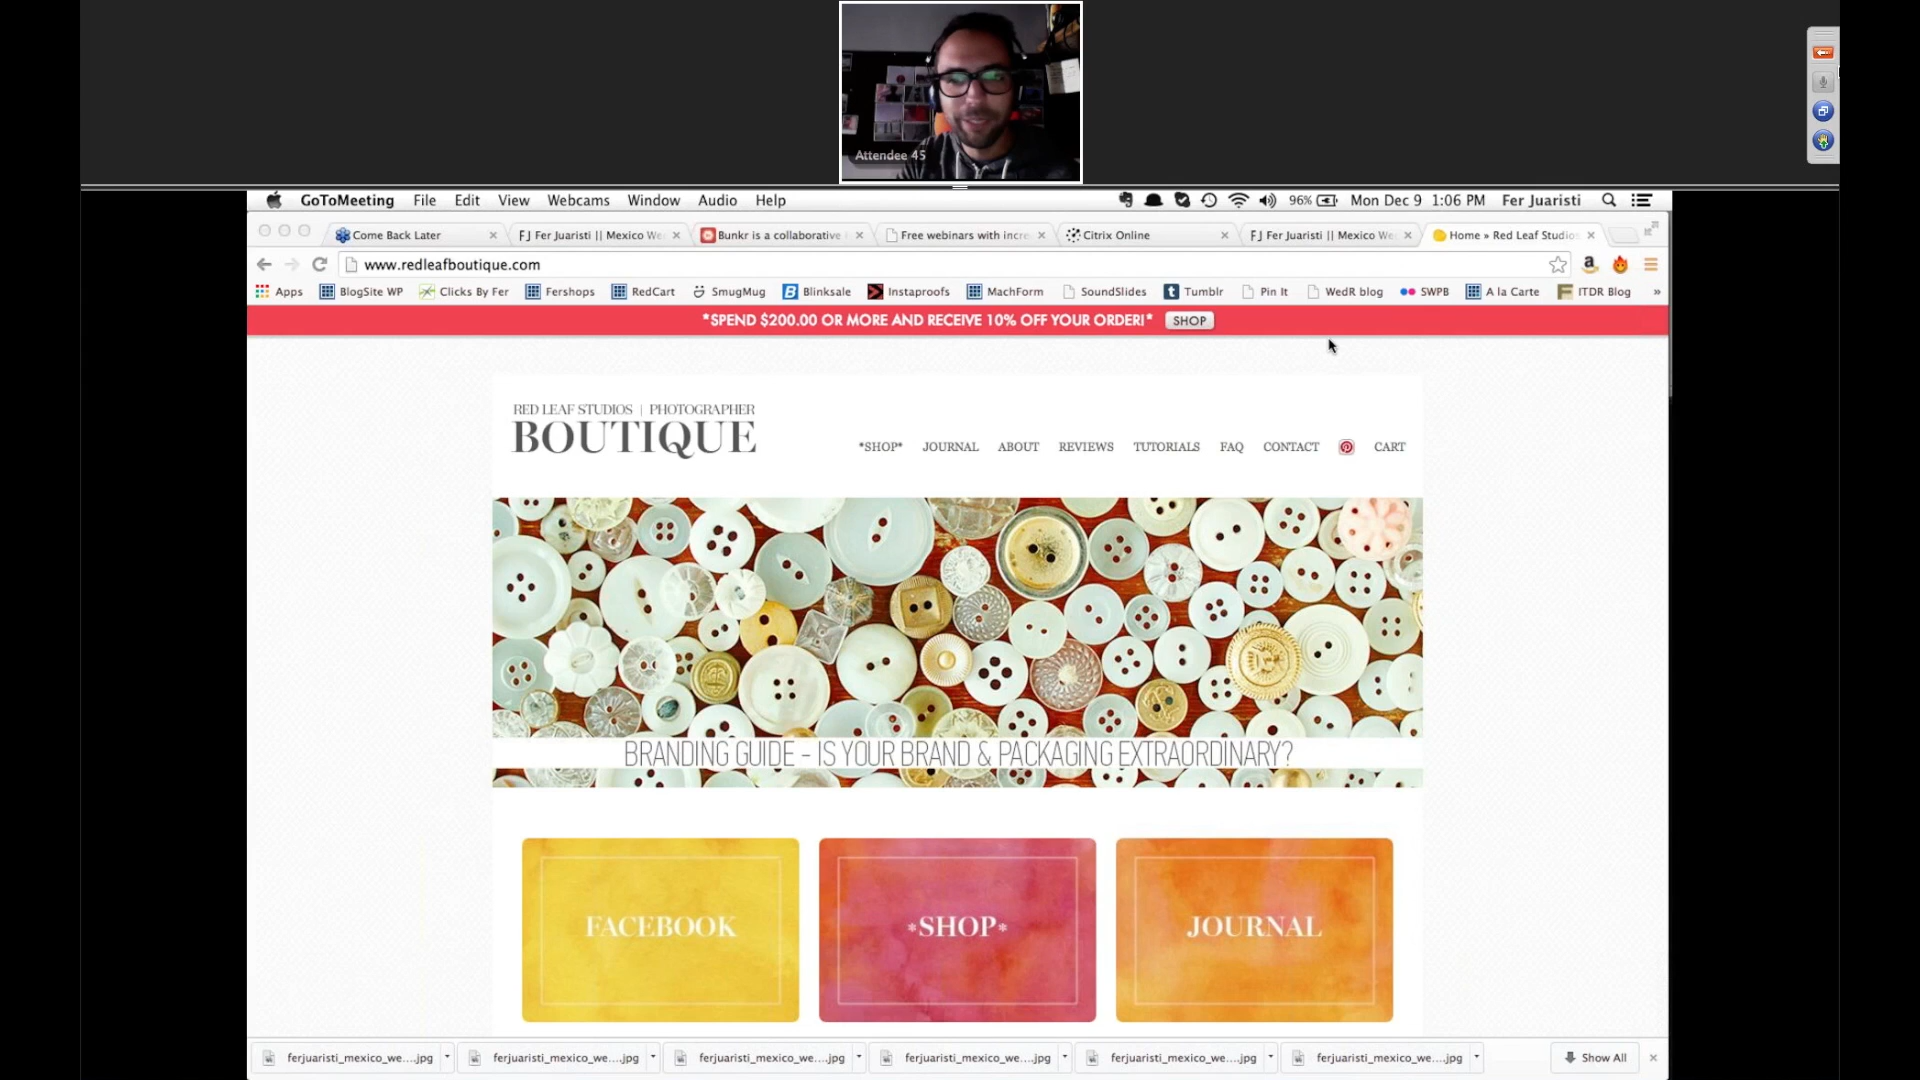 Attendee 45
GoToMeeting File Edit View Webcams Window Audio Help 96% Mon Dec 9 1:06 PM Fer Juaristi
Come Back Later FJ Fer Juaristi || Mexico We Bunkr is a collaborative Free webinars with incre Citrix Online FJ Fer Juaristi || Mexico We Home » Red Leaf Studio
www.redleafboutique.com a
Apps BlogSite WP Clicks By Fer Fershops RedCart SmugMug B Blinksale Instaproofs MachForm SoundSlides t Tumblr Pin It WedR blog SWPB A la Carte F ITDR Blog »
*SPEND $200.00 OR MORE AND RECEIVE 10% OFF YOUR ORDER!* SHOP
RED LEAF STUDIOS | PHOTOGRAPHER
BOUTIQUE
*SHOP* JOURNAL ABOUT REVIEWS TUTORIALS FAQ CONTACT CART
BRANDING GUIDE - IS YOUR BRAND & PACKAGING EXTRAORDINARY?
FACEBOOK *SHOP* JOURNAL
ferjuaristi_mexico_we....jpg ferjuaristi_mexico_we....jpg ferjuaristi_mexico_we....jpg ferjuaristi_mexico_we....jpg ferjuaristi_mexico_we....jpg ferjuaristi_mexico_we....jpg Show All